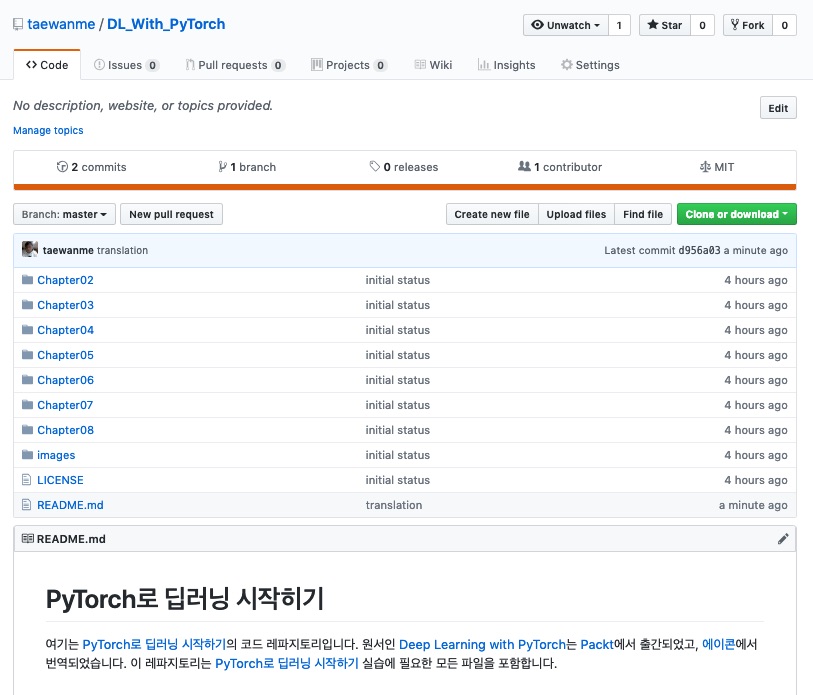 taewanme / DL_With_PyTorch Unwatch 1 Star 0 Fork 0
Code Issues 0 Pull requests 0 Projects 0 Wiki Insights Settings
No description, website, or topics provided. Edit
Manage topics
2 commits 1 branch 0 releases 1 contributor MIT
Branch: master New pull request Create new file Upload files Find file Clone or download
taewanme translation Latest commit d956a03 a minute ago
Chapter02 initial status 4 hours ago
Chapter03 initial status 4 hours ago
Chapter04 initial status 4 hours ago
Chapter05 initial status 4 hours ago
Chapter06 initial status 4 hours ago
Chapter07 initial status 4 hours ago
Chapter08 initial status 4 hours ago
images initial status 4 hours ago
LICENSE initial status 4 hours ago
README.md translation a minute ago
README.md
PyTorch로 딥러닝 시작히기
여기는 PyTorch로 딥러닝 시작하기의 코드 레파지토리입니다. 원서인 Deep Learning with PyTorch는 Packt에서 출간되었고, 에이콘에서
번역되었습니다. 이 레파지토리는 PyTorch로 딥러닝 시작하기 실습에 필요한 모든 파일을 포함합니다.